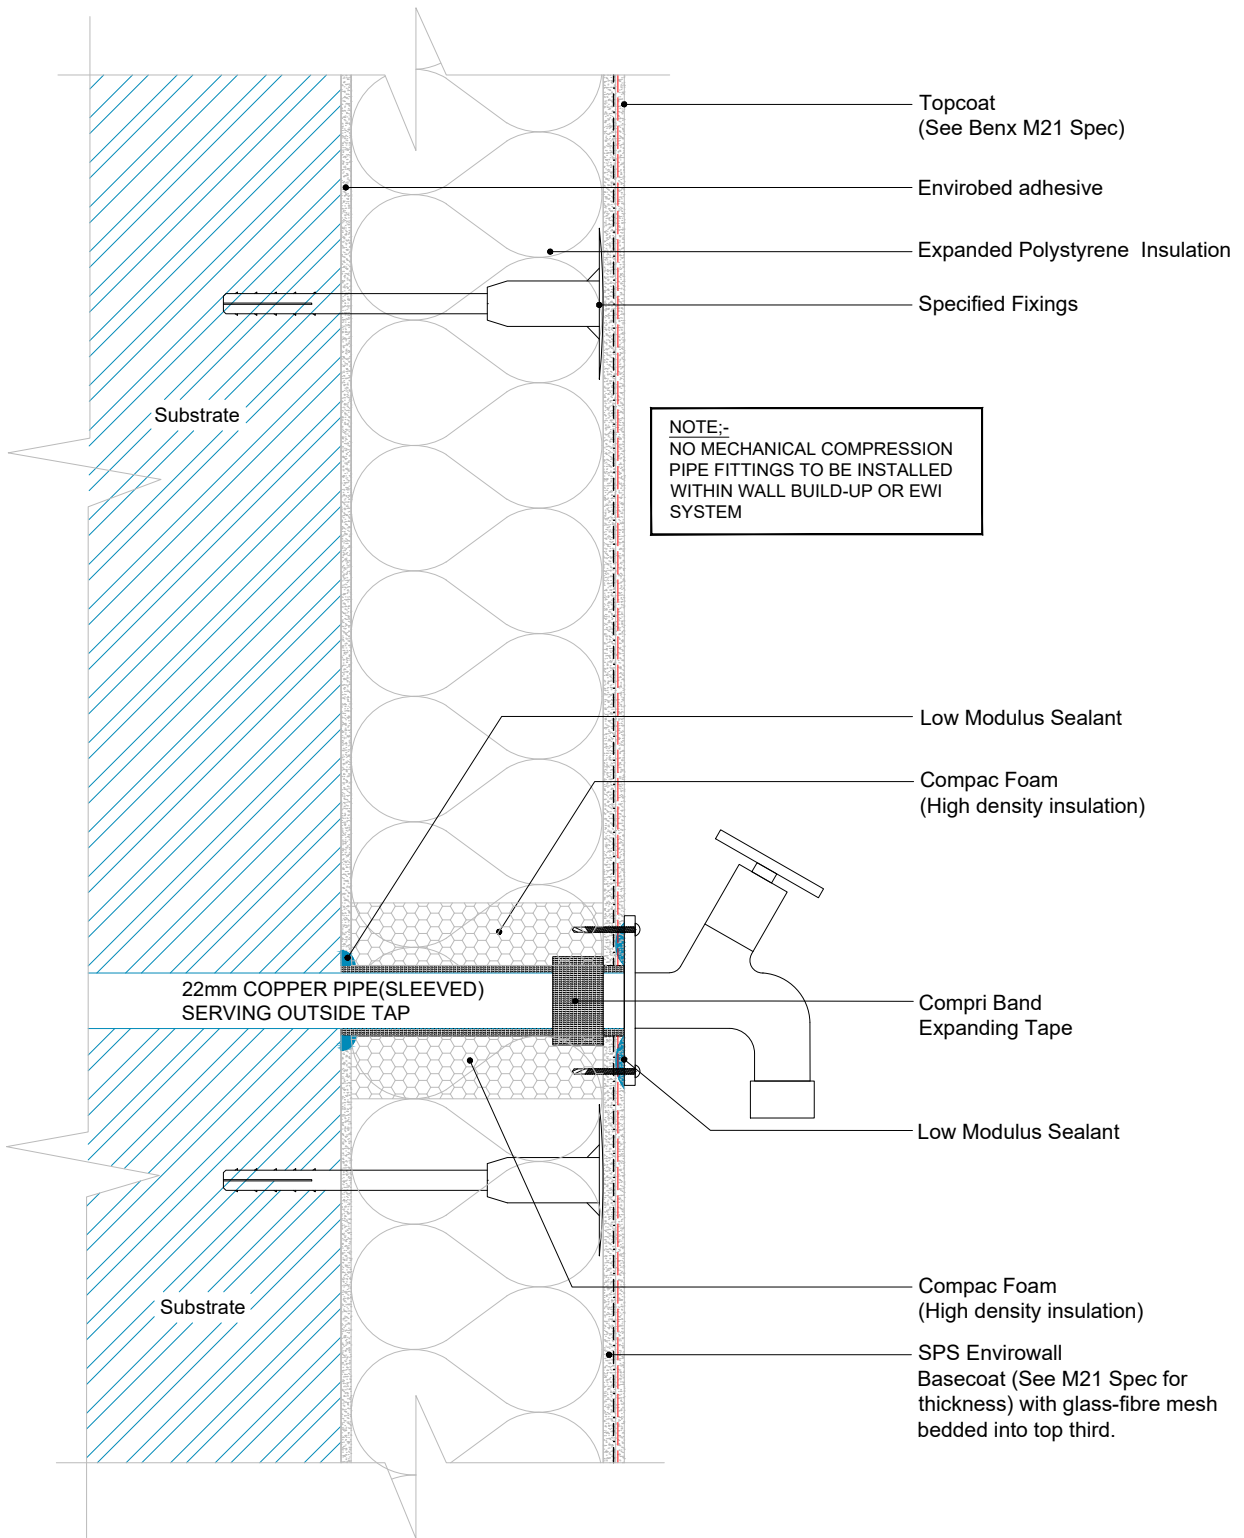 Topcoat
(See Benx M21 Spec)
Envirobed adhesive
Expanded Polystyrene Insulation
Specified Fixings
Substrate
NOTE;-
NO MECHANICAL COMPRESSION
PIPE FITTINGS TO BE INSTALLED
WITHIN WALL BUILD-UP OR EWI
SYSTEM
Low Modulus Sealant
Compac Foam
(High density insulation)
22mm COPPER PIPE(SLEEVED)
SERVING OUTSIDE TAP
Compri Band
Expanding Tape
Low Modulus Sealant
Substrate
Compac Foam
(High density insulation)
SPS Envirowall
Basecoat (See M21 Spec for
thickness) with glass-fibre mesh
bedded into top third.